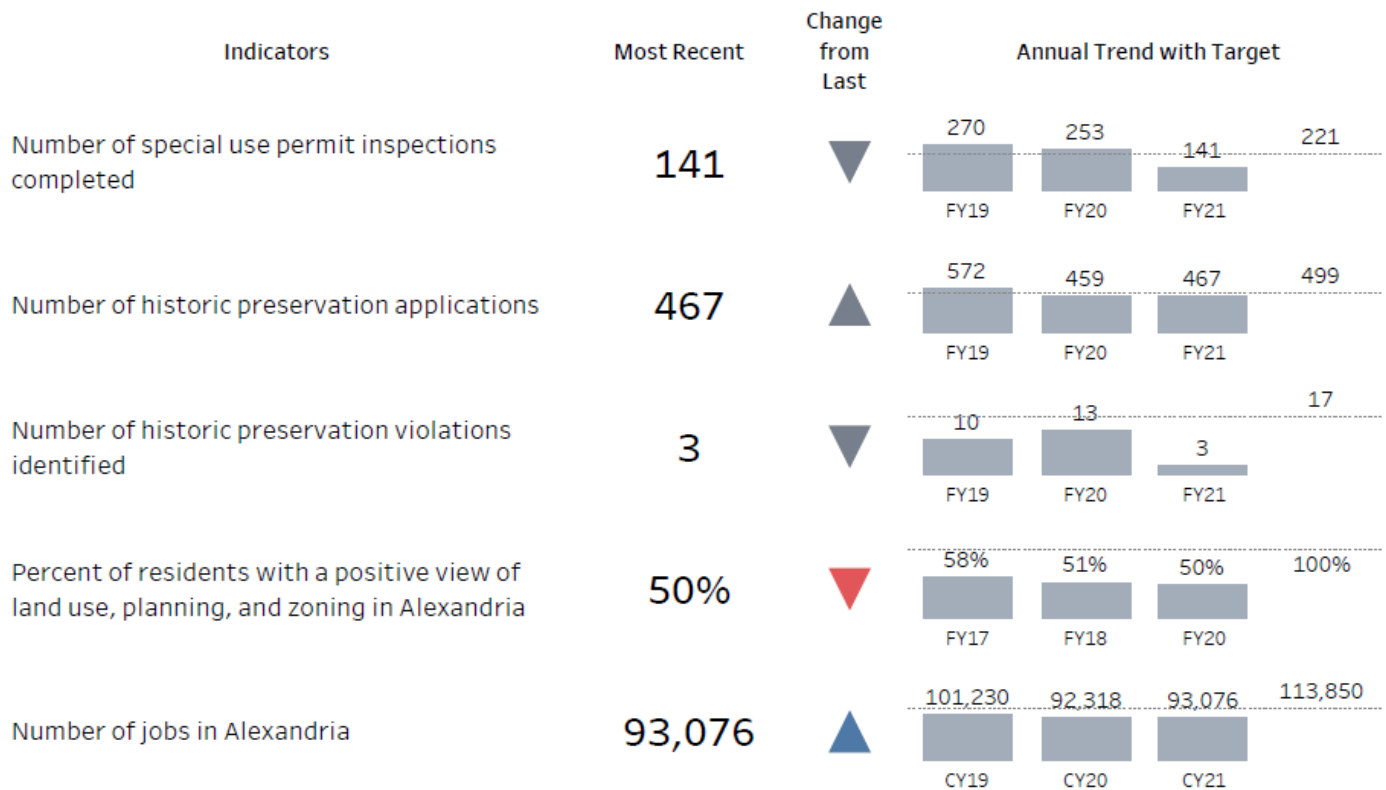 Indicators
Most Recent
Change
from
Last
Annual Trend with Target
Number of special use permit inspections
completed
141
270
253
141
221
FY19
FY20
FY21
Number of historic preservation applications
467
572
459
467
499
FY19
FY20
FY21
Number of historic preservation violations
identified
3
10
13
3
17
FY19
FY20
FY21
Percent of residents with a positive view of
land use, planning, and zoning in Alexandria
50%
58%
51%
50%
100%
FY17
FY18
FY20
Number of jobs in Alexandria
93,076
101,230
92,318
93,076
113,850
CY19
CY20
CY21